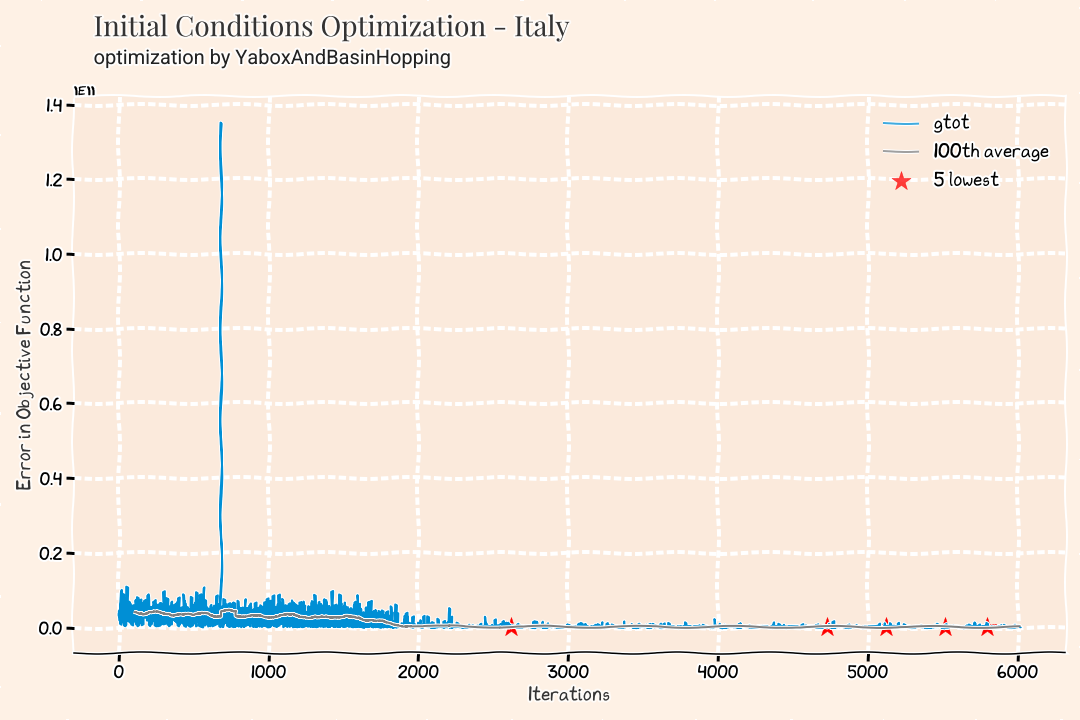 Initial Conditions Optimization - Italy
optimization by YaboxAndBasinHopping
1E11
1.4
1.2
1.0
0.8
0.6
0.4
0.2
0.0
Error in Objective Function
gtot
100th average
5 lowest
0 1000 2000 3000 4000 5000 6000
Iterations